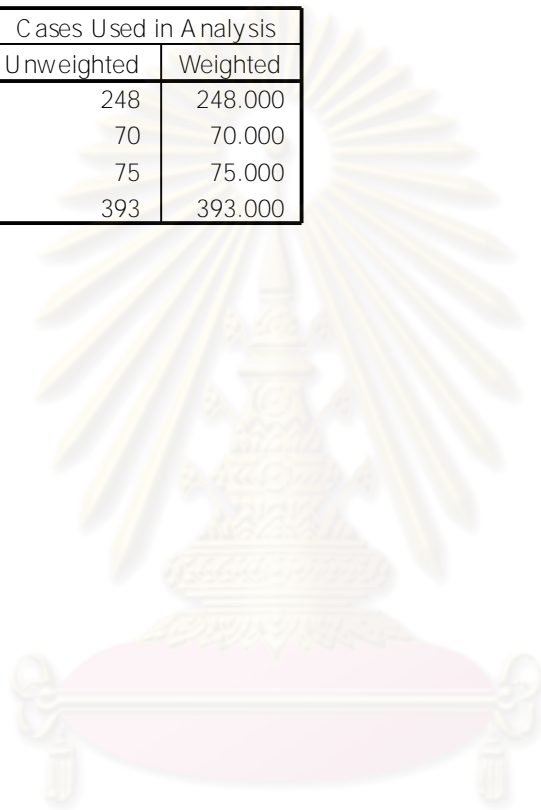 Cases Used in Analysis
Unweighted Weighted
248 248.000
70 70.000
75 75.000
393 393.000